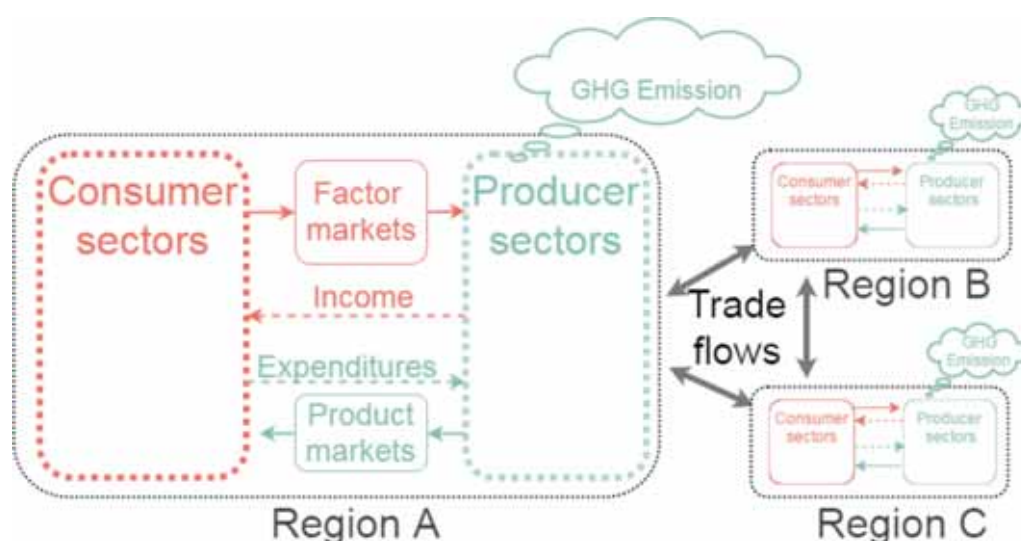 GHG Emission
Consumer
sectors
Factor
markets
Producer
sectors
Income
Expenditures
Product
markets
Region A
Trade
flows
GHG
Emission
Consumer
sectors
Producer
sectors
Region B
GHG
Emission
Consumer
sectors
Producer
sectors
Region C